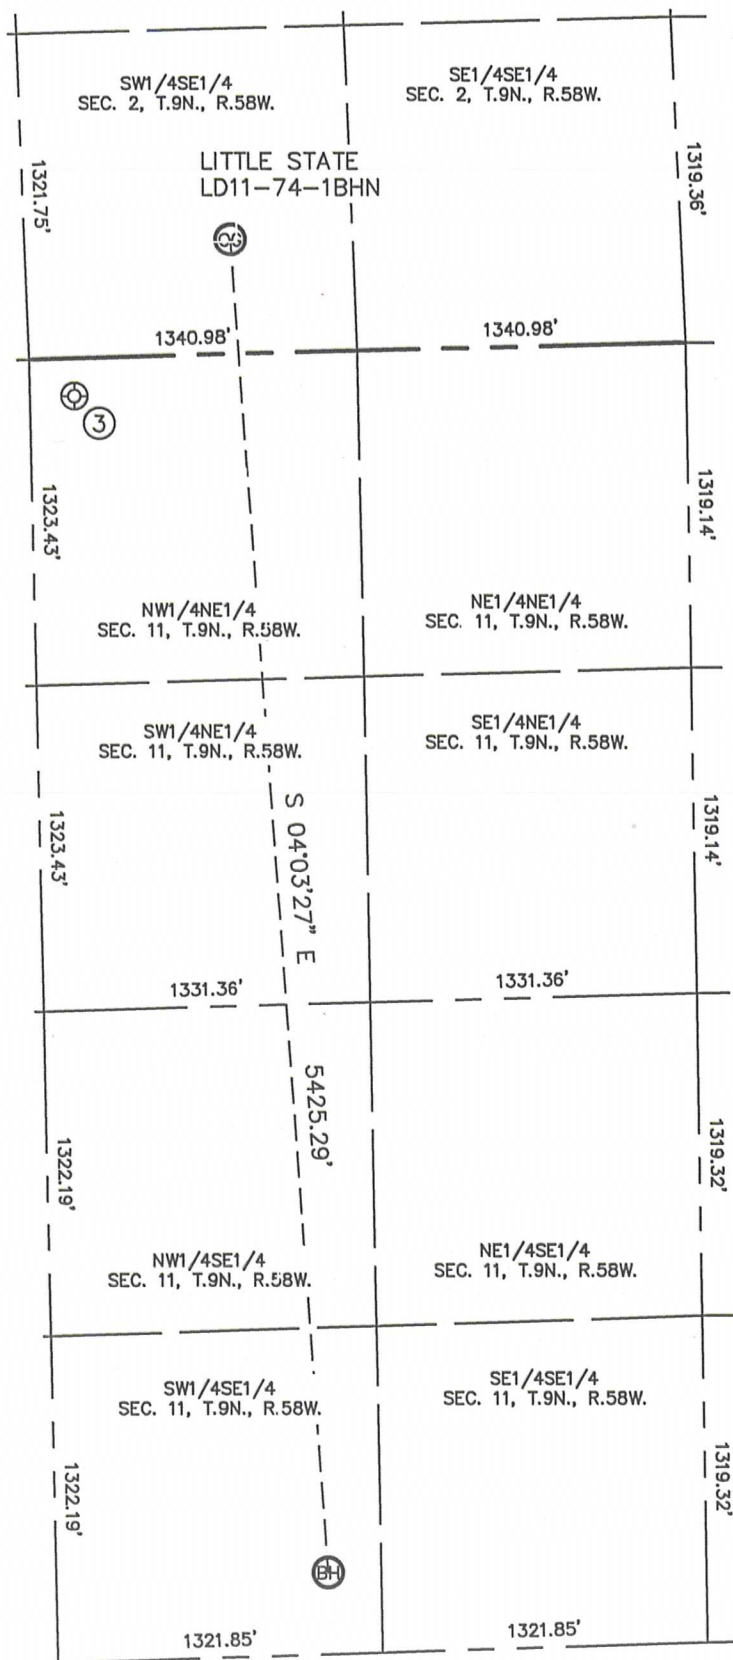 SW1/4SE1/4
SEC. 2, T.9N., R.58W.
SE1/4SE1/4
SEC. 2, T.9N., R.58W.
LITTLE STATE
LD11-74-1BHN
1321.75'
1319.36'
1340.98'
1340.98'
3
1323.43'
1319.14'
NW1/4NE1/4
SEC. 11, T.9N., R.58W.
NE1/4NE1/4
SEC. 11, T.9N., R.58W.
SW1/4NE1/4
SEC. 11, T.9N., R.58W.
SE1/4NE1/4
SEC. 11, T.9N., R.58W.
S 04°03'27" E
1323.43'
1319.14'
1331.36'
1331.36'
5425.29'
1322.19'
1319.32'
NW1/4SE1/4
SEC. 11, T.9N., R.58W.
NE1/4SE1/4
SEC. 11, T.9N., R.58W.
SW1/4SE1/4
SEC. 11, T.9N., R.58W.
SE1/4SE1/4
SEC. 11, T.9N., R.58W.
1322.19'
1319.32'
BH
1321.85'
1321.85'